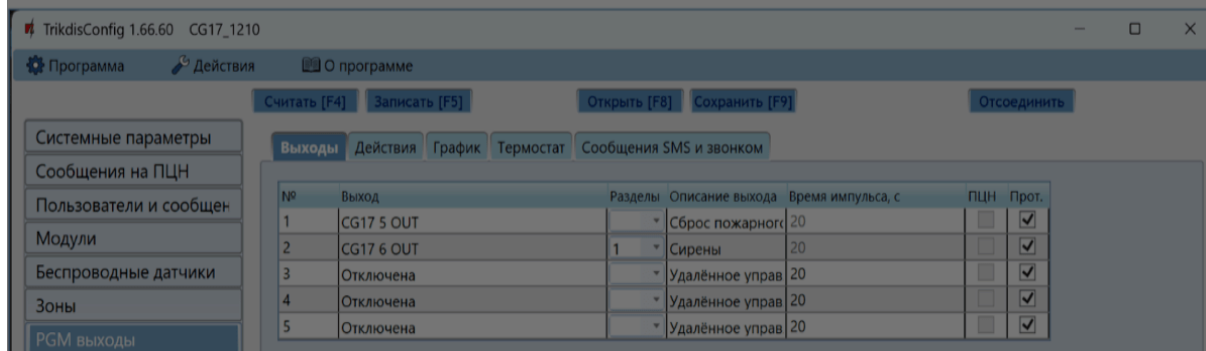 TrikdisConfig 1.66.60 CG17_1210
Программа Действия О программе
Считать [F4] Записать [F5] Открыть [F8] Сохранить [F9] Отсоединить
Системные параметры
Сообщения на ПЦН
Пользователи и сообщен
Модули
Беспроводные датчики
Зоны
PGM выходы
Выходы Действия График Термостат Сообщения SMS и звонком
№ Выход Разделы Описание выхода Время импульса, с ПЦН Прот.
1 CG17 5 OUT Сброс пожарного 20
2 CG17 6 OUT 1 Сирены 20
3 Отключена Удалённое управ 20
4 Отключена Удалённое управ 20
5 Отключена Удалённое управ 20